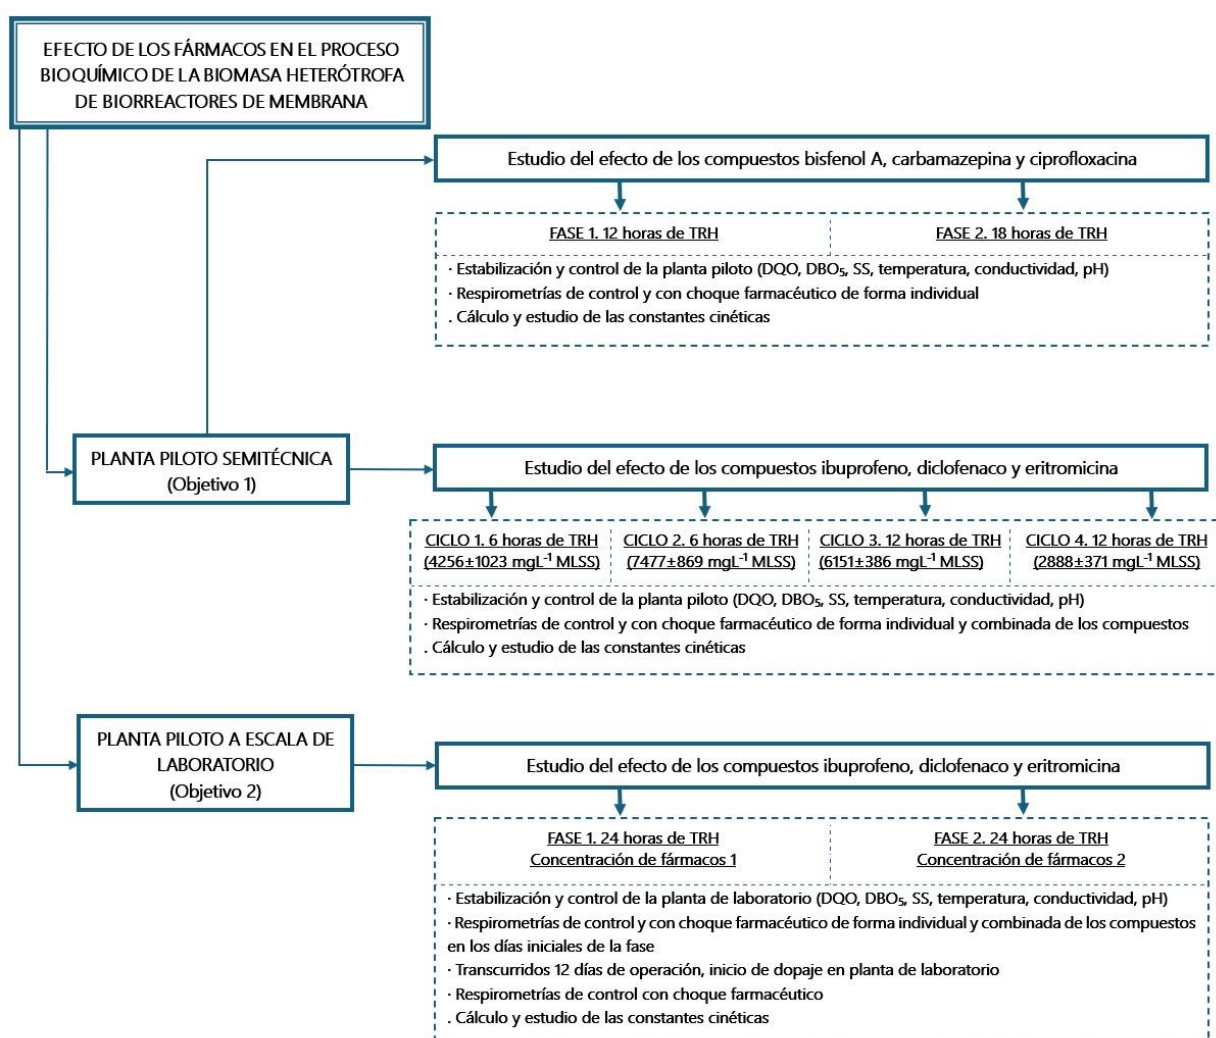 EFECTO DE LOS FÁRMACOS EN EL PROCESO
BIOQUÍMICO DE LA BIOMASA HETERÓTROFA
DE BIORREACTORES DE MEMBRANA
Estudio del efecto de los compuestos bisfenol A, carbamazepina y ciprofloxacina
FASE 1. 12 horas de TRH
FASE 2. 18 horas de TRH
· Estabilización y control de la planta piloto (DQO, DBO₅, SS, temperatura, conductividad, pH)
· Respirometrías de control y con choque farmacéutico de forma individual
. Cálculo y estudio de las constantes cinéticas
PLANTA PILOTO SEMITÉCNICA
(Objetivo 1)
Estudio del efecto de los compuestos ibuprofeno, diclofenaco y eritromicina
CICLO 1. 6 horas de TRH
(4256±1023 mgL⁻¹ MLSS)
CICLO 2. 6 horas de TRH
(7477±869 mgL⁻¹ MLSS)
CICLO 3. 12 horas de TRH
(6151±386 mgL⁻¹ MLSS)
CICLO 4. 12 horas de TRH
(2888±371 mgL⁻¹ MLSS)
· Estabilización y control de la planta piloto (DQO, DBO₅, SS, temperatura, conductividad, pH)
· Respirometrías de control y con choque farmacéutico de forma individual y combinada de los compuestos
. Cálculo y estudio de las constantes cinéticas
PLANTA PILOTO A ESCALA DE
LABORATORIO
(Objetivo 2)
Estudio del efecto de los compuestos ibuprofeno, diclofenaco y eritromicina
FASE 1. 24 horas de TRH
Concentración de fármacos 1
FASE 2. 24 horas de TRH
Concentración de fármacos 2
· Estabilización y control de la planta de laboratorio (DQO, DBO₅, SS, temperatura, conductividad, pH)
· Respirometrías de control y con choque farmacéutico de forma individual y combinada de los compuestos
en los días iniciales de la fase
· Transcurridos 12 días de operación, inicio de dopaje en planta de laboratorio
· Respirometrías de control con choque farmacéutico
. Cálculo y estudio de las constantes cinéticas